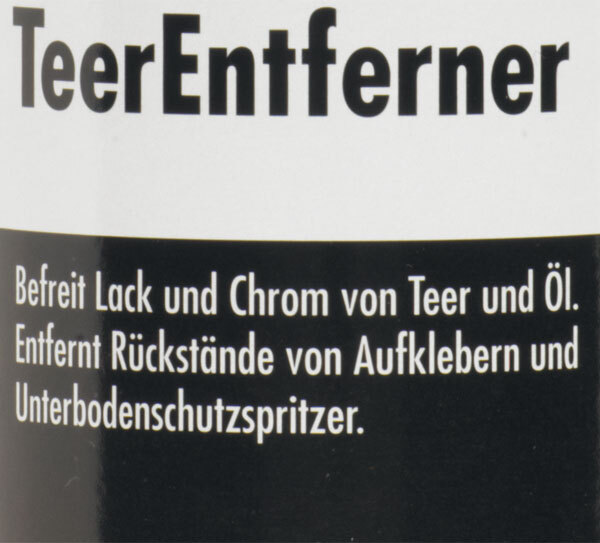 TeerEntferner
Befreit Lack und Chrom von Teer und Öl.
Entfernt Rückstände von Aufklebern und
Unterbodenschutzspritzer.